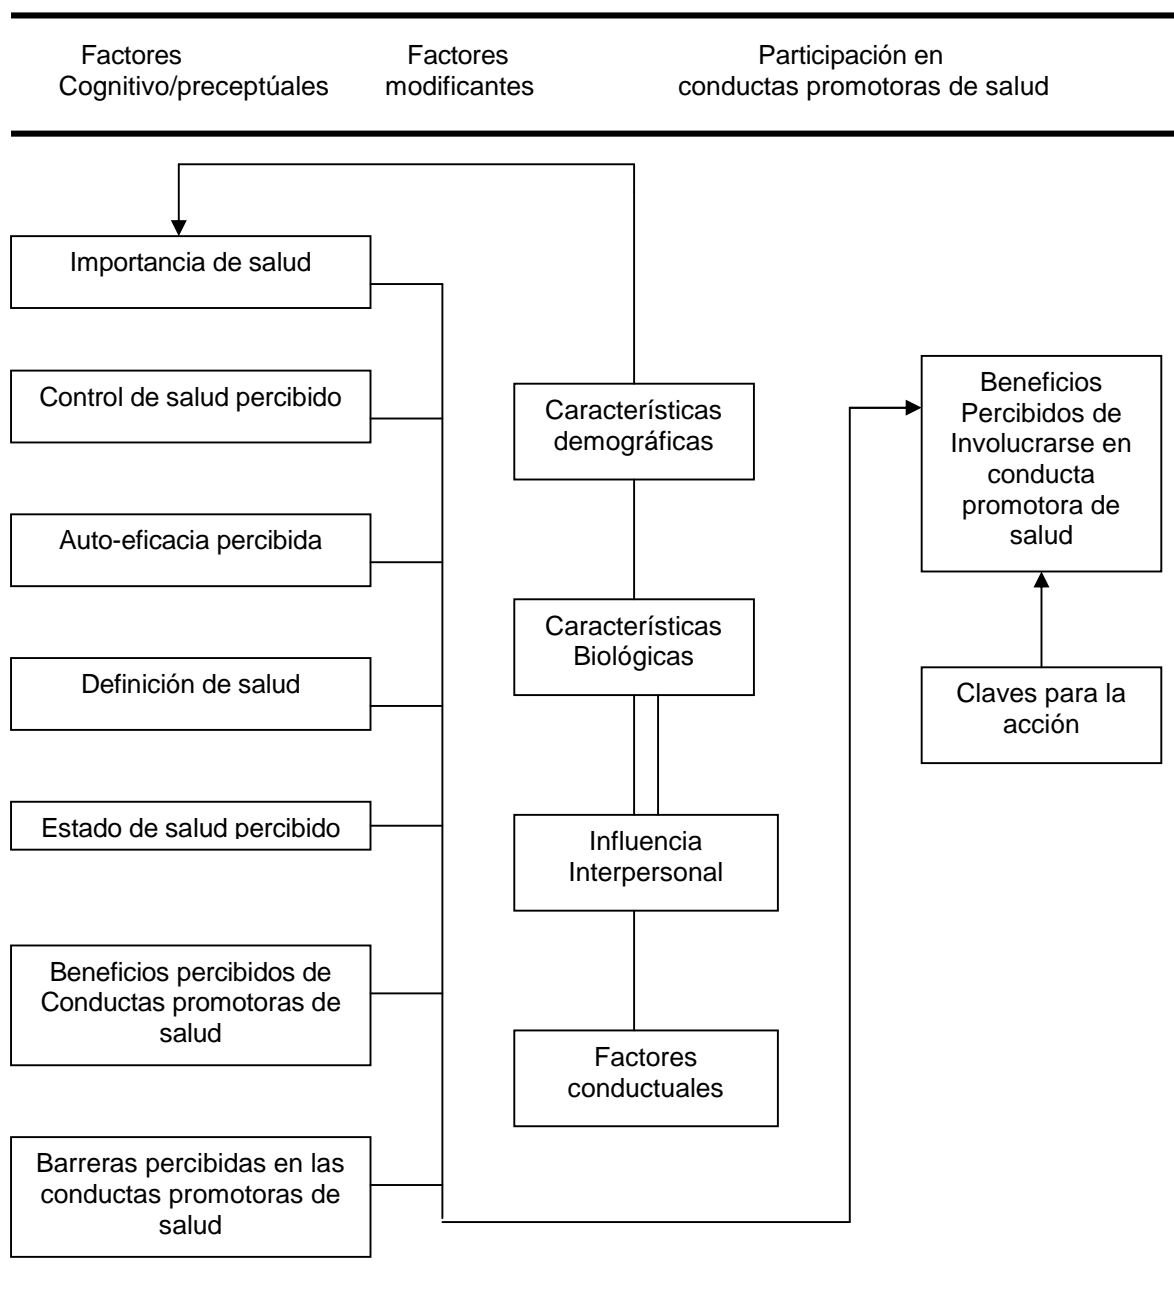 Factores
Cognitivo/preceptúales
Factores
modificantes
Participación en
conductas promotoras de salud
Importancia de salud
Control de salud percibido
Auto-eficacia percibida
Definición de salud
Estado de salud percibido
Beneficios percibidos de
Conductas promotoras de
salud
Barreras percibidas en las
conductas promotoras de
salud
Características
demográficas
Características
Biológicas
Influencia
Interpersonal
Factores
conductuales
Beneficios
Percibidos de
Involucrarse en
conducta
promotora de
salud
Claves para la
acción